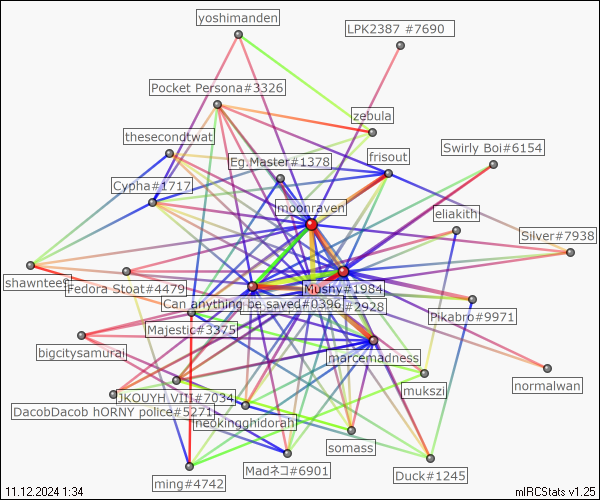 yoshimanden
LPK2387 #7690
Pocket Persona#3326
zebula
thesecondtwat
Eg.Master#1378
frisout
Swirly Boi#6154
Cypha#1717
moonraven
eliakith
Silver#7938
shawntee
Fedora Stoat#4479
Mushy#1984
Can anything be saved#0396
#2928
Majestic#3375
Pikabro#9971
bigcitysamurai
marcemadness
normalwan
mukszi
JKOUYH VIII#7034
DacobDacob hORNY police#5271
neokingghidorah
somass
Madネコ#6901
Duck#1245
ming#4742
11.12.2024 1:34
mIRCStats v1.25